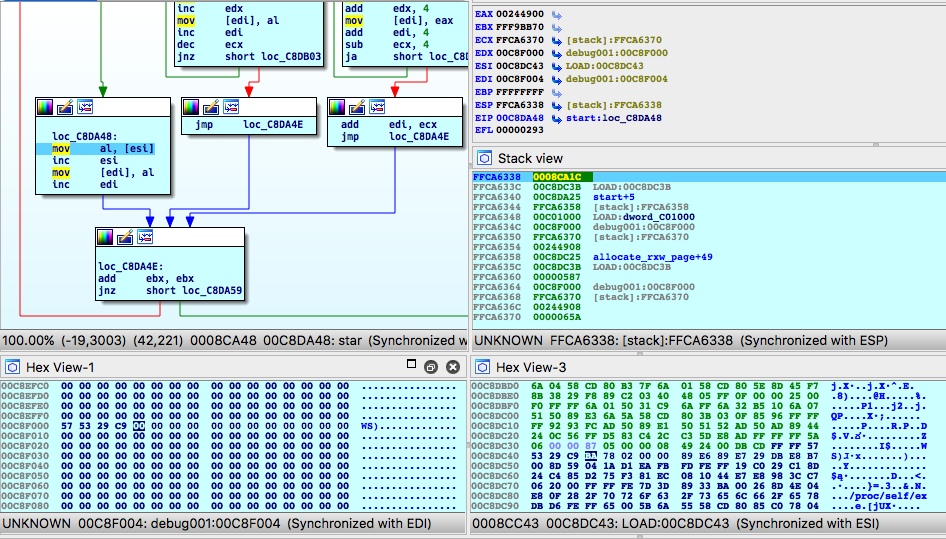 inc edx
mov [edi], al
inc edi
dec ecx
jnz short loc_C8DB03
add edx, 4
mov [edi], eax
add edi, 4
sub ecx, 4
ja short loc_C8
loc_C8DA48:
mov al, [esi]
inc esi
mov [edi], al
inc edi
jmp loc_C8DA4E
add edi, ecx
jmp loc_C8DA4E
loc_C8DA4E:
add ebx, ebx
jnz short loc_C8DA59
100.00% (-19,3003) (42,221) 0008CA48 00C8DA48: star (Synchronized w
EAX 00244900
EBX FFF9BB70
ECX FFCA6370 [stack]:FFCA6370
EDX 00C8F000 debug001:00C8F000
ESI 00C8DC43 LOAD:00C8DC43
EDI 00C8F004 debug001:00C8F004
EBP FFFFFFFF
ESP FFCA6338 [stack]:FFCA6338
EIP 00C8DA48 start:loc_C8DA48
EFL 00000293
Stack view
FFCA6338 0008CA1C
FFCA633C 00C8DC3B LOAD:00C8DC3B
FFCA6340 00C8DA25 start+5
FFCA6344 FFCA6358 [stack]:FFCA6358
FFCA6348 00C01000 LOAD:dword_C01000
FFCA634C 00C8F000 debug001:00C8F000
FFCA6350 FFCA6370 [stack]:FFCA6370
FFCA6354 00244908
FFCA6358 00C8DC25 allocate_rxw_page+49
FFCA635C 00C8DC3B LOAD:00C8DC3B
FFCA6360 00000587
FFCA6364 00C8F000 debug001:00C8F000
FFCA6368 FFCA6370 [stack]:FFCA6370
FFCA636C 00244908
FFCA6370 0000065A
UNKNOWN FFCA6338: [stack]:FFCA6338 (Synchronized with ESP)
Hex View-1
00C8EFC0 00 00 00 00 00 00 00 00 00 00 00 00 00 00 00 00 ................
00C8EFD0 00 00 00 00 00 00 00 00 00 00 00 00 00 00 00 00 ................
00C8EFE0 00 00 00 00 00 00 00 00 00 00 00 00 00 00 00 00 ................
00C8EFF0 00 00 00 00 00 00 00 00 00 00 00 00 00 00 00 00 ................
00C8F000 57 53 29 C9 00 00 00 00 00 00 00 00 00 00 00 00 WS).............
00C8F010 00 00 00 00 00 00 00 00 00 00 00 00 00 00 00 00 ................
00C8F020 00 00 00 00 00 00 00 00 00 00 00 00 00 00 00 00 ................
00C8F030 00 00 00 00 00 00 00 00 00 00 00 00 00 00 00 00 ................
00C8F040 00 00 00 00 00 00 00 00 00 00 00 00 00 00 00 00 ................
00C8F050 00 00 00 00 00 00 00 00 00 00 00 00 00 00 00 00 ................
00C8F060 00 00 00 00 00 00 00 00 00 00 00 00 00 00 00 00 ................
00C8F070 00 00 00 00 00 00 00 00 00 00 00 00 00 00 00 00 ................
00C8F080 00 00 00 00 00 00 00 00 00 00 00 00 00 00 00 00 ................
UNKNOWN 00C8F004: debug001:00C8F004 (Synchronized with EDI)
Hex View-3
00C8DBD0 6A 04 58 CD 80 B3 7F 6A 01 58 CD 80 5E 8D 45 F7
00C8DBE0 8B 38 29 F8 89 C2 03 40 48 05 FF 0F 00 00 25 00
00C8DBF0 F0 FF FF 6A 01 50 31 C9 6A FF 6A 32 85 10 6A 07
00C8DC00 51 50 89 E3 6A 5A 58 CD 80 3B 03 0F 85 96 FF FF
00C8DC10 FF 92 93 FC AD 50 89 E1 50 51 52 AD 50 AD 89 44
00C8DC20 24 0C 56 FF D5 83 C4 2C C3 5D E8 AD FF FF FF 5A
00C8DC30 06 00 00 87 05 00 00 08 49 24 00 DB CD FF FF 57
00C8DC40 53 29 C9 BA 78 02 00 00 89 E6 89 E7 29 DB E8 B7
00C8DC50 00 8D 59 04 1A D1 EA FB FD FE FF 19 C0 29 C1 8D
00C8DC60 24 C4 85 D2 75 F3 81 EC 08 10 44 E7 E8 98 3C C7
00C8DC70 06 20 00 FF FF FE 7D 3D 89 33 BA 00 26 8D 4E 04
00C8DC80 E8 0F 28 2F 70 72 6F 63 2F 73 65 6C 66 2F 65 78
00C8DC90 DB D6 FE FF 65 00 5B 6A 55 58 CD 80 85 C0 78 04
0008CC43 00C8DC43: LOAD:00C8DC43 (Synchronized with ESI)